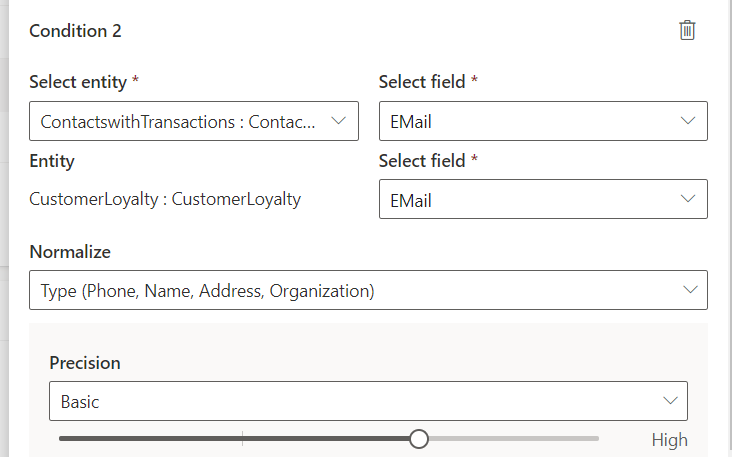 Condition 2
Select entity *
Select field *
ContactswithTransactions : Contac...
EMail
Entity
Select field *
CustomerLoyalty : CustomerLoyalty
EMail
Normalize
Type (Phone, Name, Address, Organization)
Precision
Basic
High